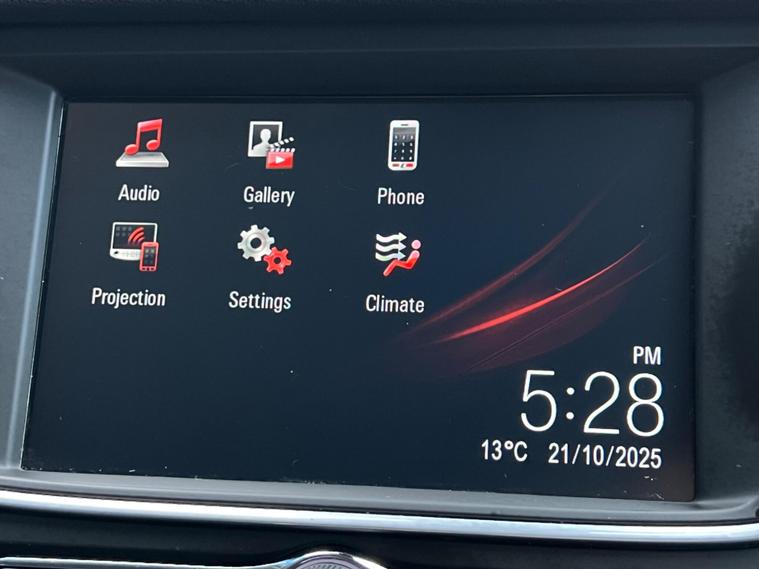 Audio Gallery Phone
Projection Settings Climate
PM
5:28
13°C 21/10/2025